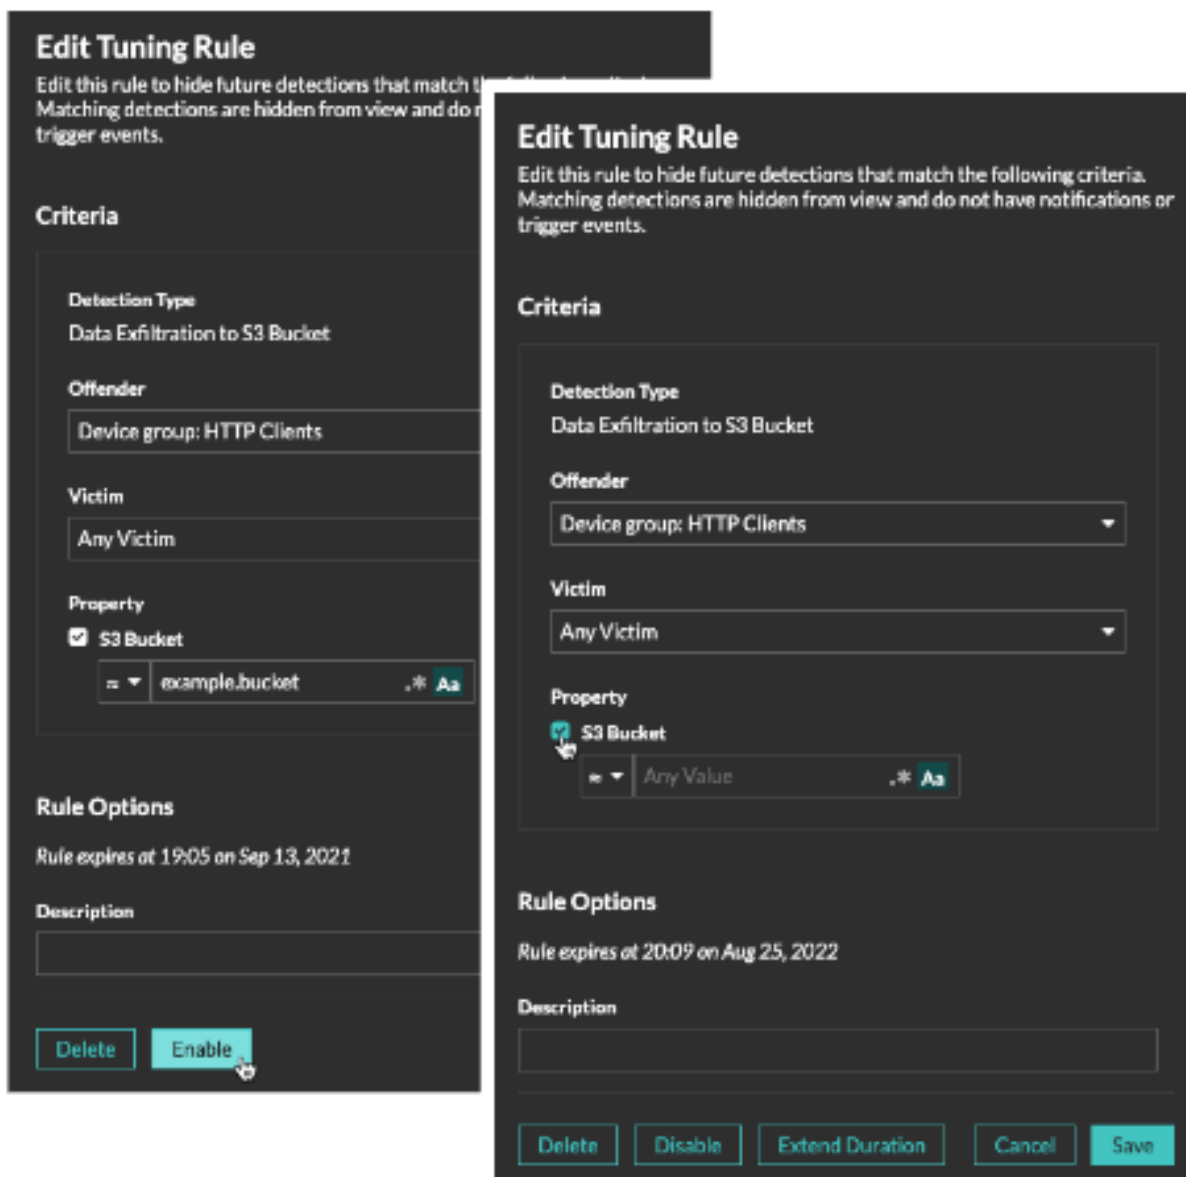 Edit Tuning Rule
Edit this rule to hide future detections that match
Matching detections are hidden from view and do
trigger events.
Criteria
Detection Type
Data Exfiltration to S3 Bucket
Offender
Device group: HTTP Clients
Victim
Any Victim
Property
S3 Bucket
≈ example.bucket .* Aa
Rule Options
Rule expires at 19:05 on Sep 13, 2021
Description
Delete Enable
Edit Tuning Rule
Edit this rule to hide future detections that match the following criteria.
Matching detections are hidden from view and do not have notifications or
trigger events.
Criteria
Detection Type
Data Exfiltration to S3 Bucket
Offender
Device group: HTTP Clients
Victim
Any Victim
Property
S3 Bucket
≈ Any Value .* Aa
Rule Options
Rule expires at 20:09 on Aug 25, 2022
Description
Delete Disable Extend Duration Cancel Save